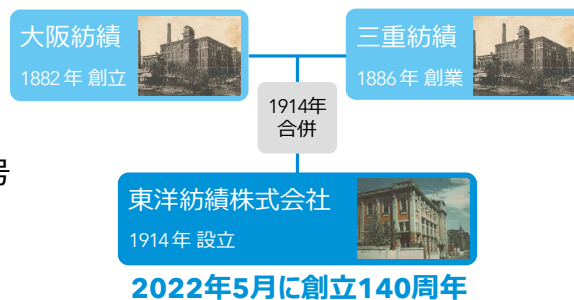 大阪紡績
1882年 創立
三重紡績
1886年 創業
1914年
合併
号
東洋紡績株式会社
1914年 設立
2022年5月に創立140周年